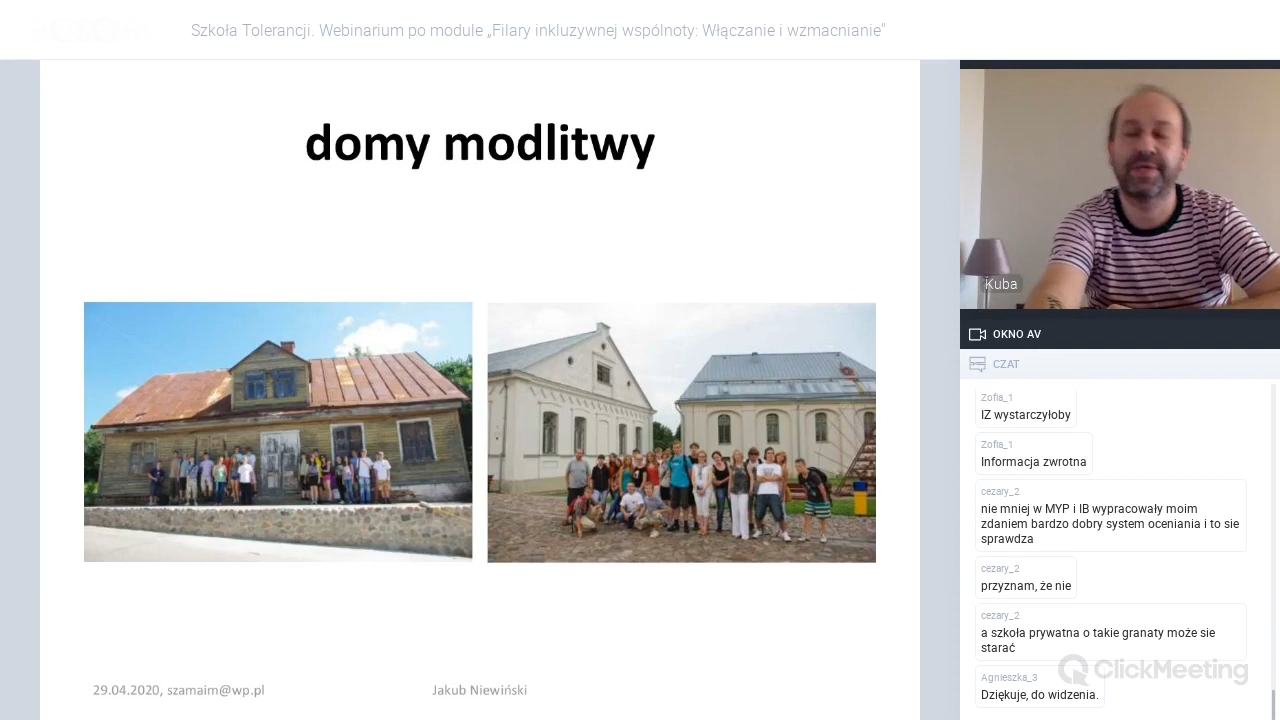 Szkoła Tolerancji. Webinarium po module „Filary inkluzywnej wspólnoty: Włączanie i wzmacnianie"
domy modlitwy
29.04.2020, szamaim@wp.pl
Jakub Niewiński
Kuba
OKNO AV
CZAT
Zofia_1
IZ wystarczyłoby
Zofia_1
Informacja zwrotna
cezary_2
nie mniej w MYP i IB wypracowały moim
zdaniem bardzo dobry system oceniania i to sie
sprawdza
cezary_2
przyznam, że nie
cezary_2
a szkoła prywatna o takie granaty może sie
starać
Agnieszka_3
Dziękuje, do widzenia.
ClickMeeting